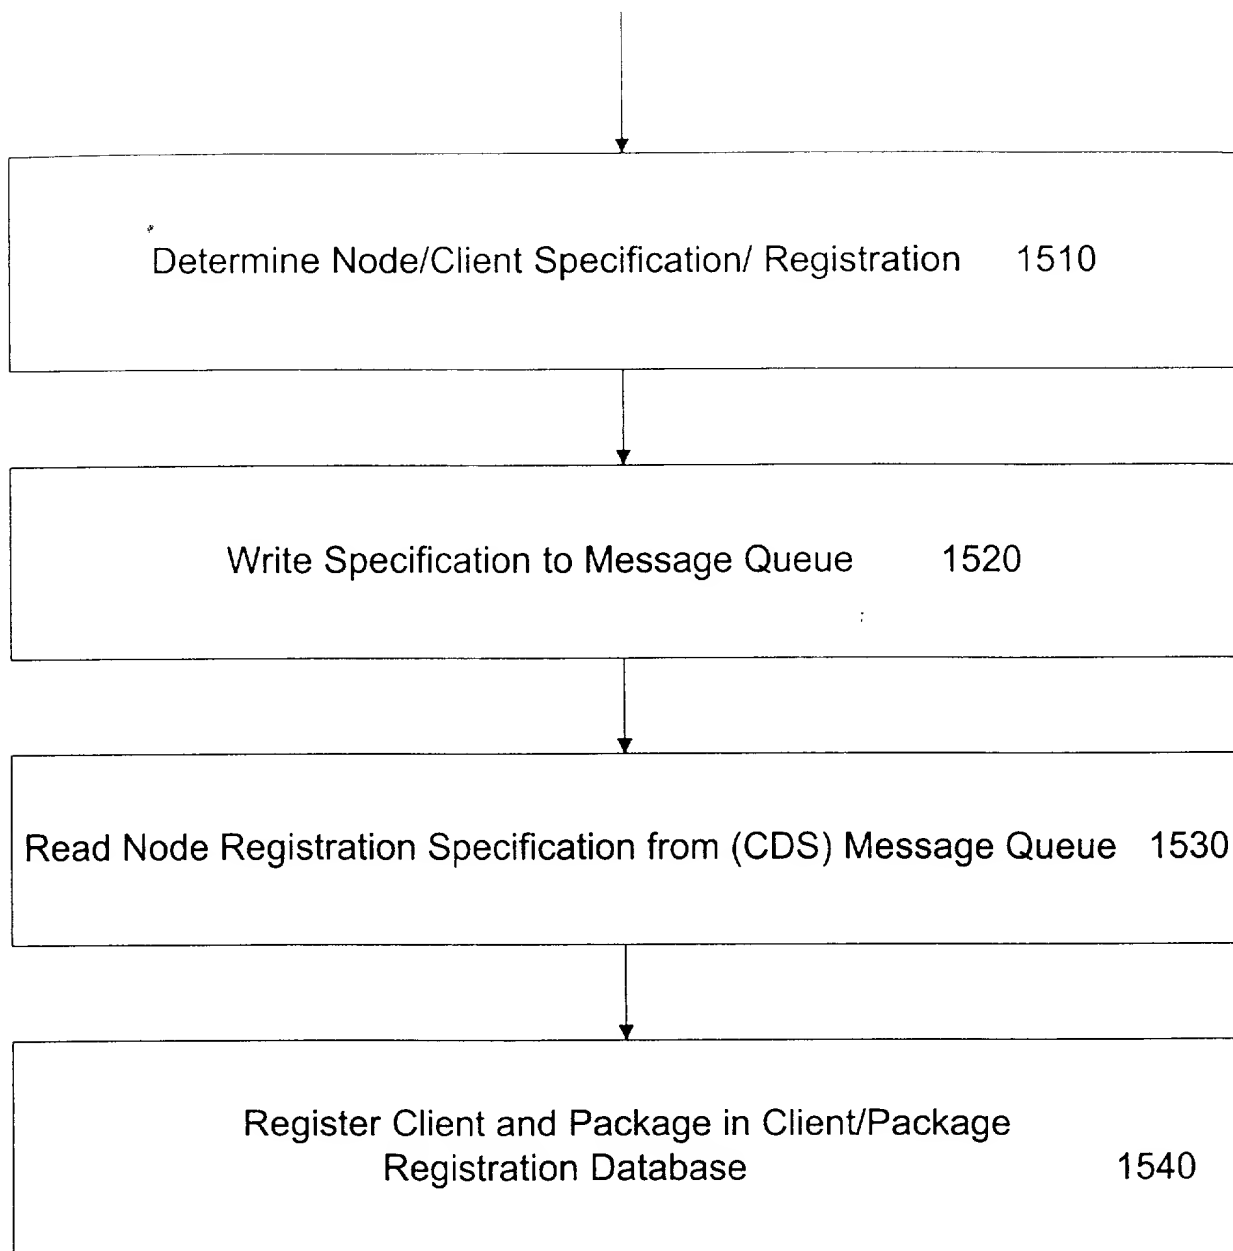 Determine Node/Client Specification/ Registration 1510
Write Specification to Message Queue 1520
Read Node Registration Specification from (CDS) Message Queue 1530
Register Client and Package in Client/Package
Registration Database 1540